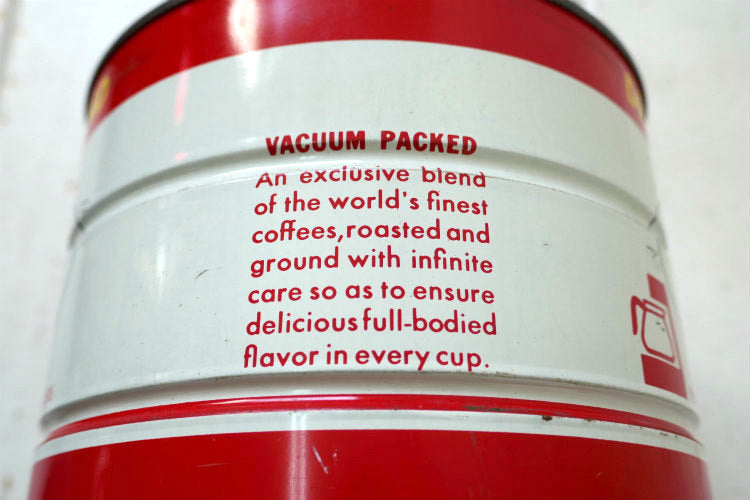 VACUUM PACKED
An exclusive blend
of the world's finest
coffees, roasted and
ground with infinite
care so as to ensure
delicious full-bodied
flavor in every cup.